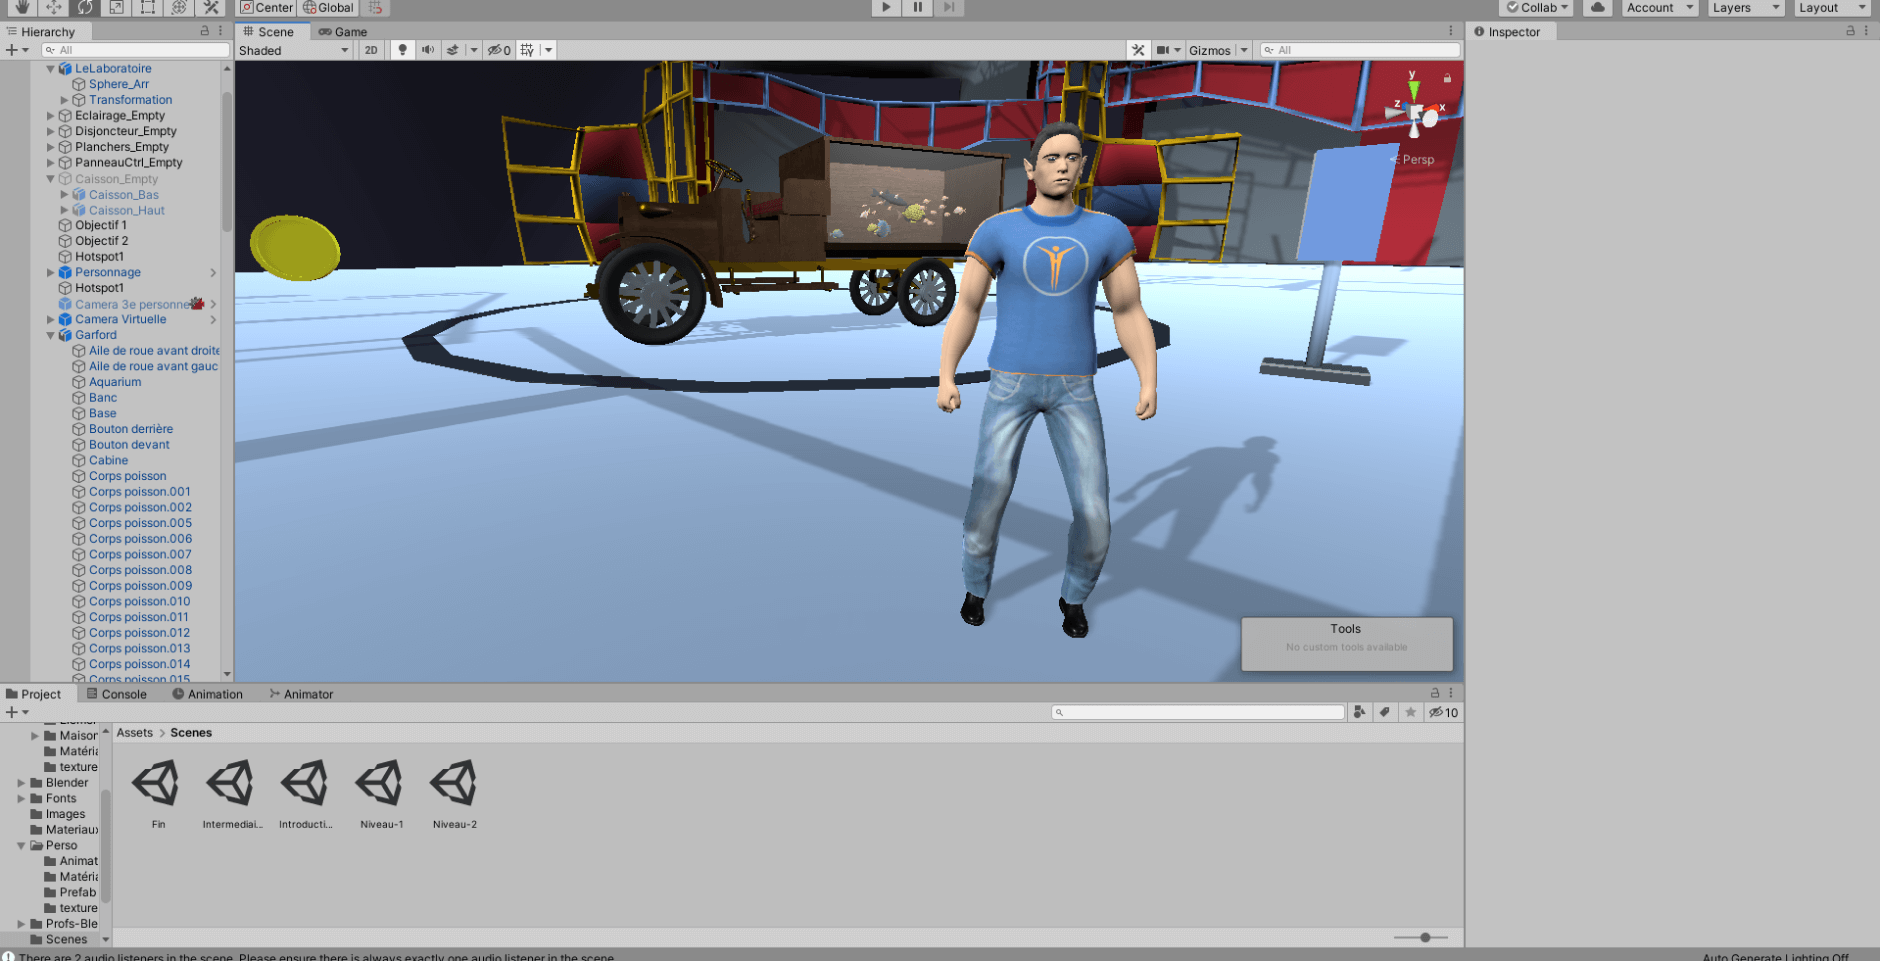 Center Global
Collab Account Layers Layout
Hierarchy
All
LeLaboratoire
Sphere_Arr
Transformation
Eclairage_Empty
Disjoncteur_Empty
Planchers_Empty
PanneauCtrl_Empty
Caisson_Empty
Caisson_Bas
Caisson_Haut
Objectif 1
Objectif 2
Hotspot1
Personnage
Hotspot1
Camera 3e personne
Camera Virtuelle
Garford
Aile de roue avant droite
Aile de roue avant gauc
Aquarium
Banc
Base
Bouton derrière
Bouton devant
Cabine
Corps poisson
Corps poisson.001
Corps poisson.002
Corps poisson.005
Corps poisson.006
Corps poisson.007
Corps poisson.008
Corps poisson.009
Corps poisson.010
Corps poisson.011
Corps poisson.012
Corps poisson.013
Corps poisson.014
Corps poisson.015
Scene Game
Shaded 2D 0 Gizmos All
y
z x
Persp
Tools
No custom tools available
Inspector
Project Console Animation Animator
10
Maison
Matéria
texture
Blender
Fonts
Images
Materiaux
Perso
Animat
Matéria
Prefab
texture
Profs-Ble
Scenes
Assets > Scenes
Fin Intermediai... Introducti... Niveau-1 Niveau-2
There are 2 audio listeners in the scene. Please ensure there is always exactly one audio listener in the scene
Auto Generate Lighting Off